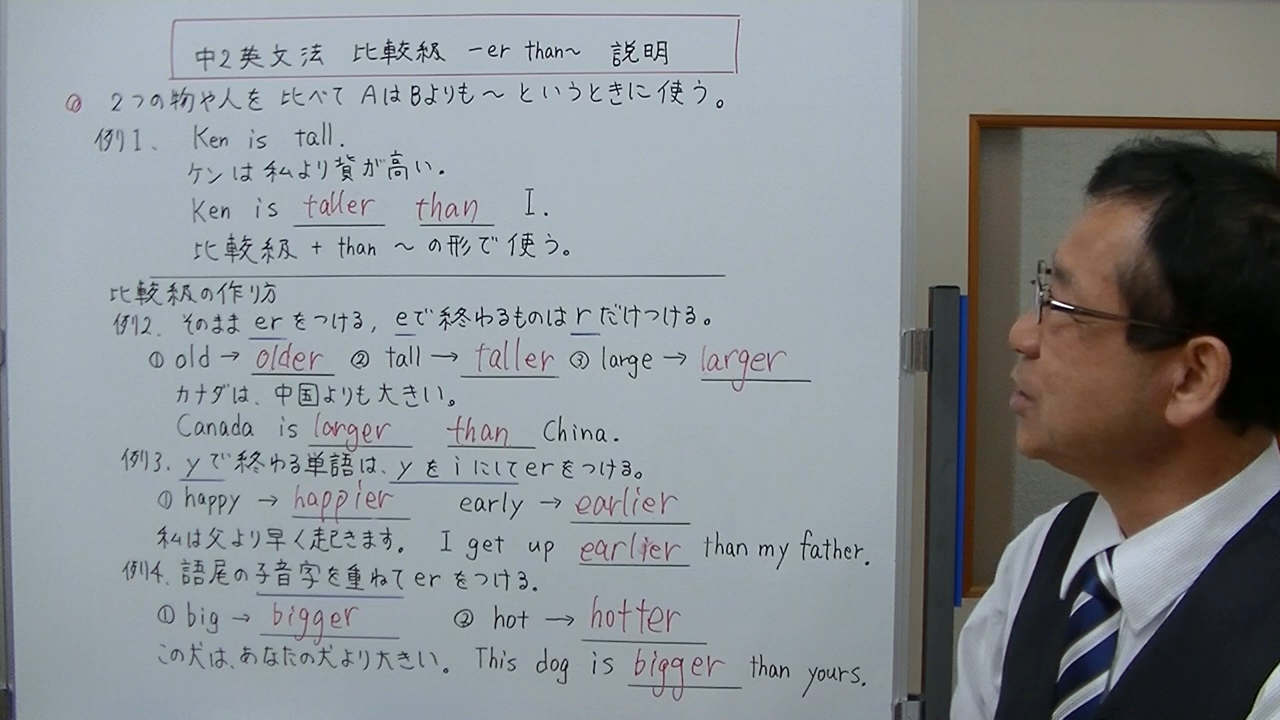 中2英文法 比較級 -er than~ 説明
◎ 2つの物や人を 比べて AはBよりも~ というときに使う。
例1、 Ken is tall.
ケンは私より背が高い。
Ken is taller than I.
比較級 + than ~ の形で使う。
比較級の作り方
例2、そのまま er をつける, eで終わるものは r だけつける。
① old → older ② tall → taller ③ large → larger
カナダは、中国よりも大きい。
Canada is larger than China.
例3、yで終わる単語は、yをiにしてerをつける。
① happy → happier early → earlier
私は父より早く起きます。 I get up earlier than my father.
例4、語尾の子音字を重ねてerをつける。
① big → bigger ② hot → hotter
この犬は、あなたの犬より大きい。 This dog is bigger than yours.